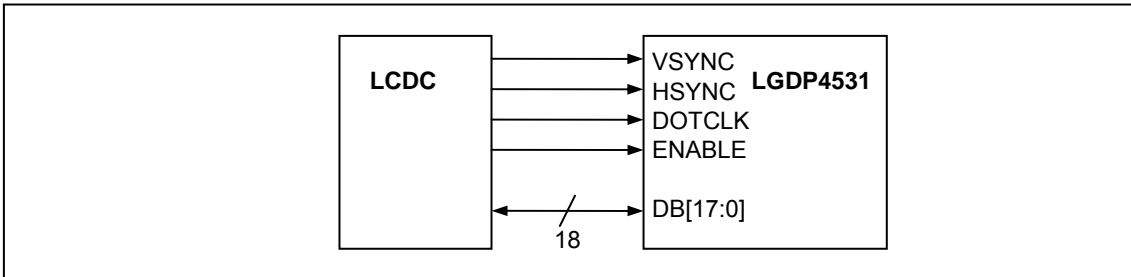 LCDC
LGDP4531
VSYNC
HSYNC
DOTCLK
ENABLE
DB[17:0]
18